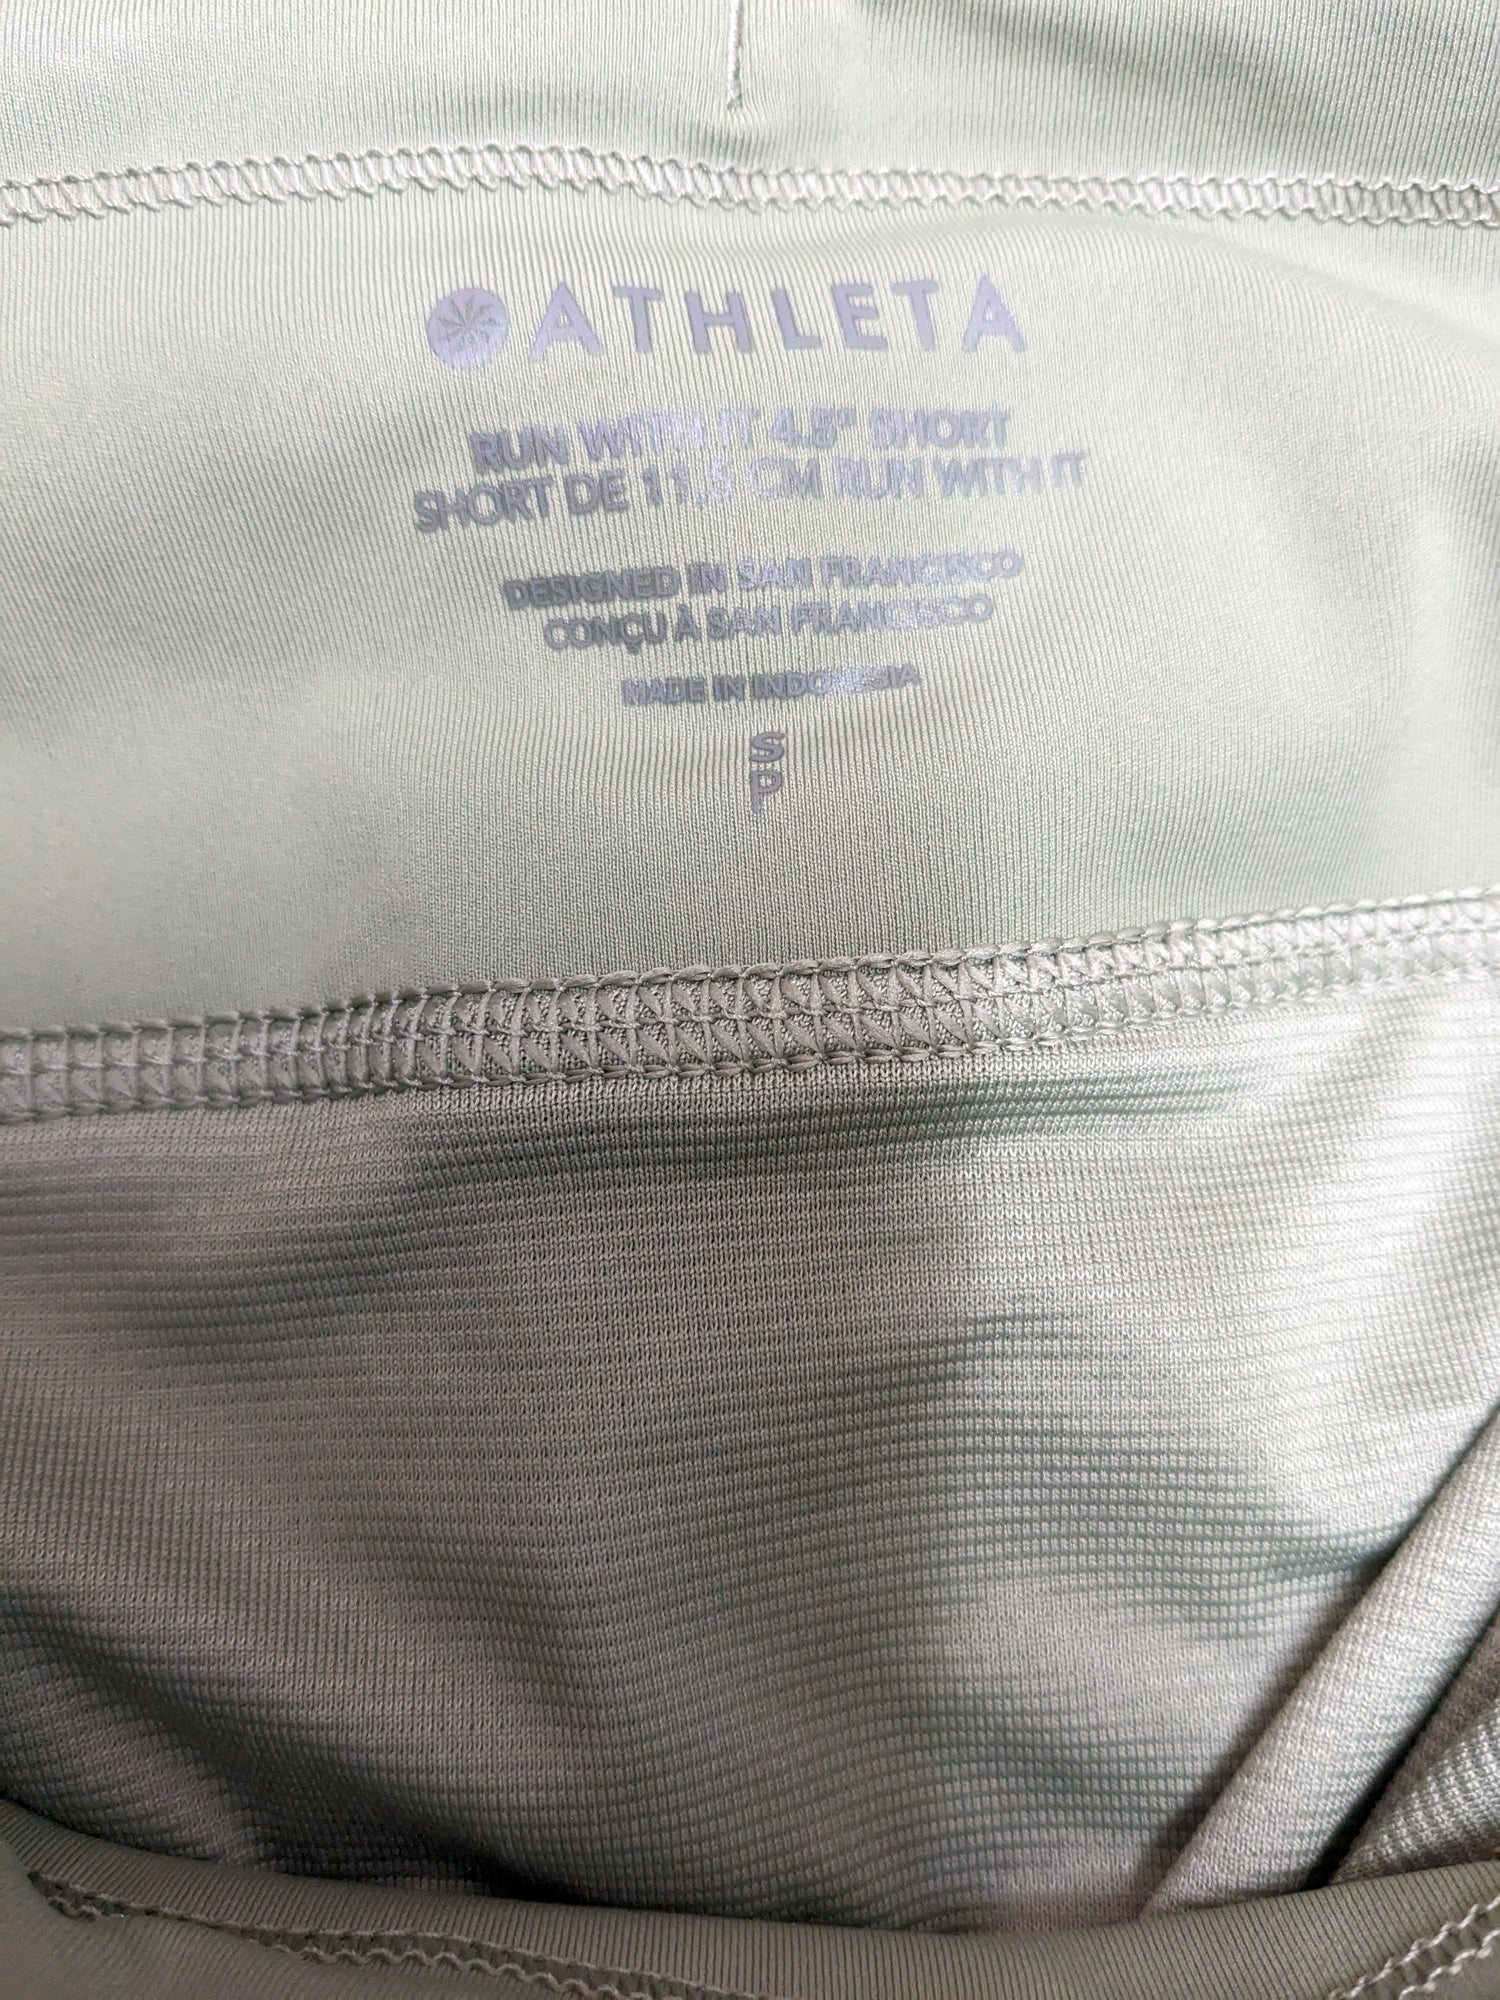 ATHLETA
RUN WITH IT 4.5" SHORT
SHORT DE 11,5 CM RUN WITH IT
DESIGNED IN SAN FRANCISCO
CONÇU À SAN FRANCISCO
MADE IN INDONESIA
S
P